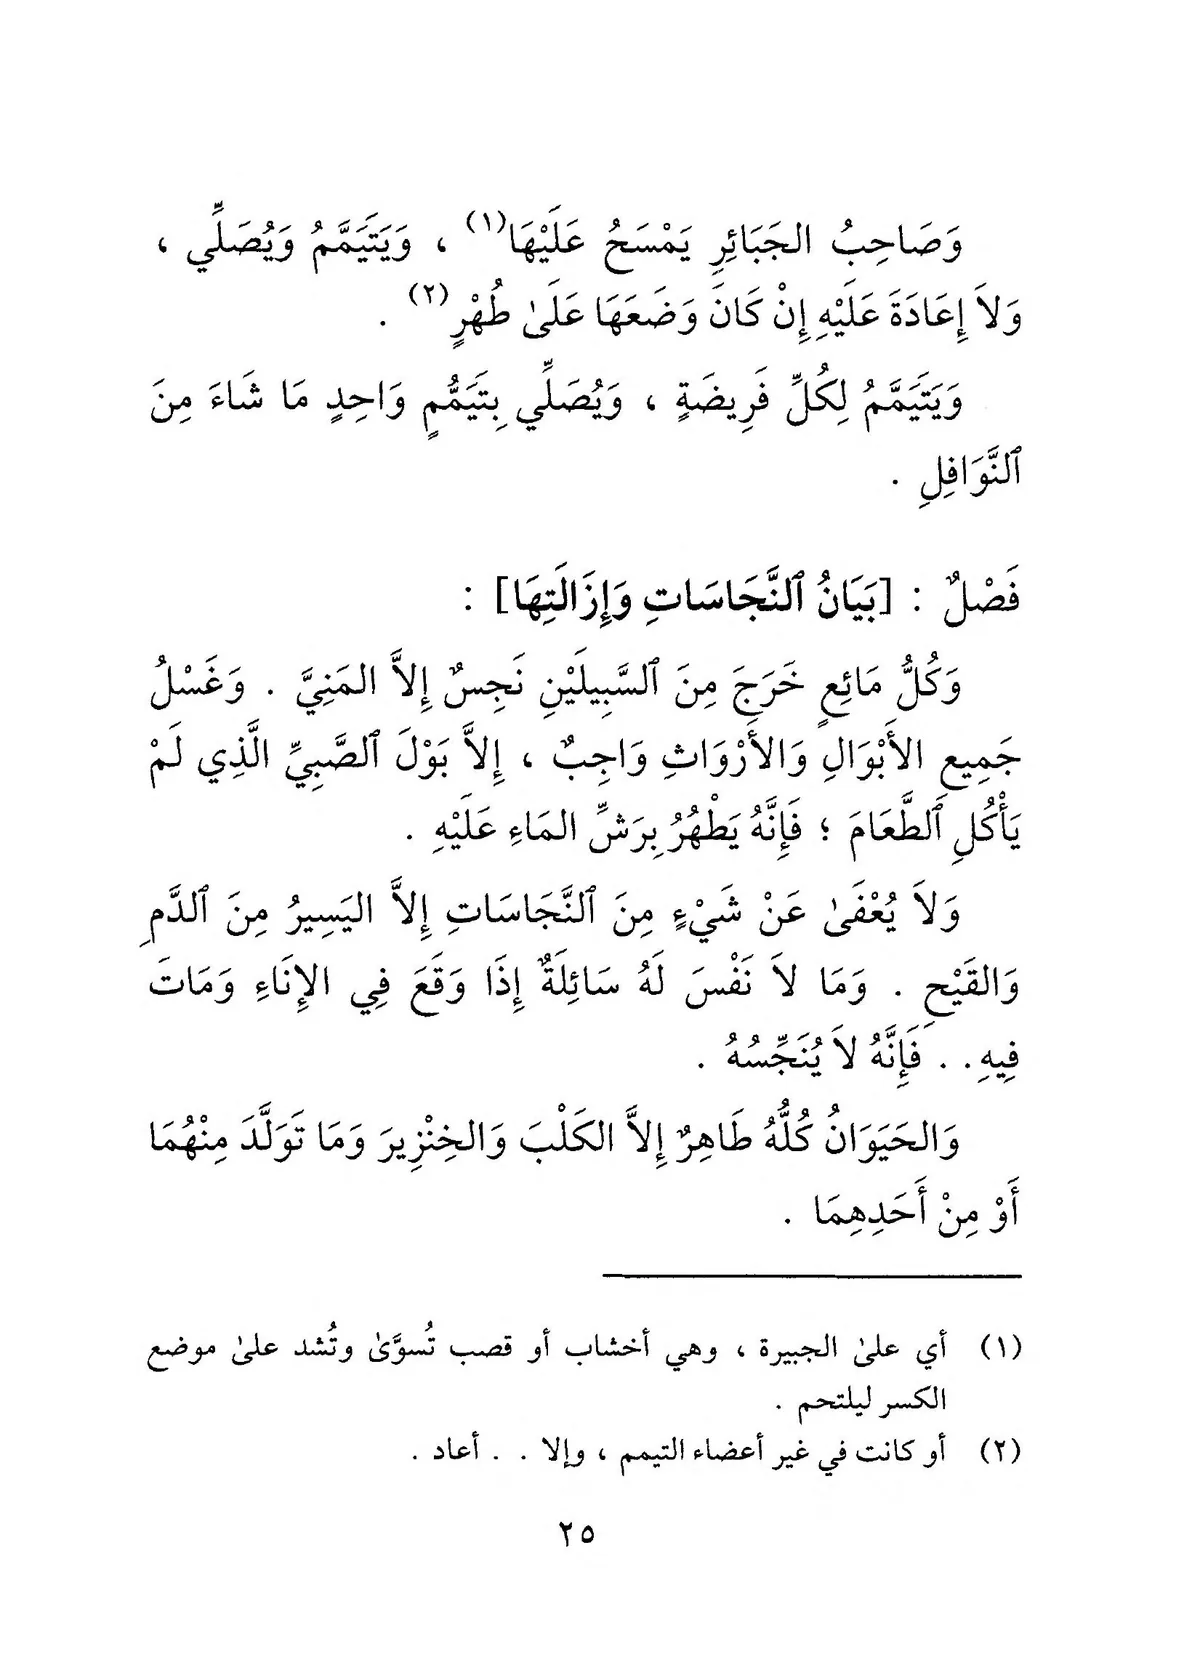 وَصَاحِبُ الجَبَائِرِ يَمْسَحُ عَلَيْهَا(١) ، وَيَتَيَمَّمُ وَيُصَلِّي ،
وَلاَ إِعَادَةَ عَلَيْهِ إِنْ كَانَ وَضَعَهَا عَلَىٰ طُهْرٍ(٢) .
وَيَتَيَمَّمُ لِكُلِّ فَرِيضَةٍ ، وَيُصَلِّي بِتَيَمُّمٍ وَاحِدٍ مَا شَاءَ مِنَ
ٱلنَّوَافِلِ .
فَصْلٌ : [بَيَانُ ٱلنَّجَاسَاتِ وَإِزَالَتِهَا] :
وَكُلُّ مَائِعٍ خَرَجَ مِنَ ٱلسَّبِيلَيْنِ نَجِسٌ إِلاَّ المَنِيَّ . وَغَسْلُ
جَمِيعِ الأَبْوَالِ وَالأَرْوَاثِ وَاجِبٌ ، إِلاَّ بَوْلَ ٱلصَّبِيِّ الَّذِي لَمْ
يَأْكُلِ ٱلطَّعَامَ ؛ فَإِنَّهُ يَطْهُرُ بِرَشِّ المَاءِ عَلَيْهِ .
وَلاَ يُعْفَىٰ عَنْ شَيْءٍ مِنَ ٱلنَّجَاسَاتِ إِلاَّ اليَسِيرُ مِنَ ٱلدَّمِ
وَالقَيْحِ . وَمَا لاَ نَفْسَ لَهُ سَائِلَةٌ إِذَا وَقَعَ فِي الإِنَاءِ وَمَاتَ
فِيهِ . . فَإِنَّهُ لاَ يُنَجِّسُهُ .
وَالحَيَوَانُ كُلُّهُ طَاهِرٌ إِلاَّ الكَلْبَ وَالخِنْزِيرَ وَمَا تَوَلَّدَ مِنْهُمَا
أَوْ مِنْ أَحَدِهِمَا .
(١) أي علىٰ الجبيرة ، وهي أخشاب أو قصب تُسوَّىٰ وتُشد علىٰ موضع
الكسر ليلتحم .
(٢) أو كانت في غير أعضاء التيمم ، وإلا . . أعاد .
٢٥